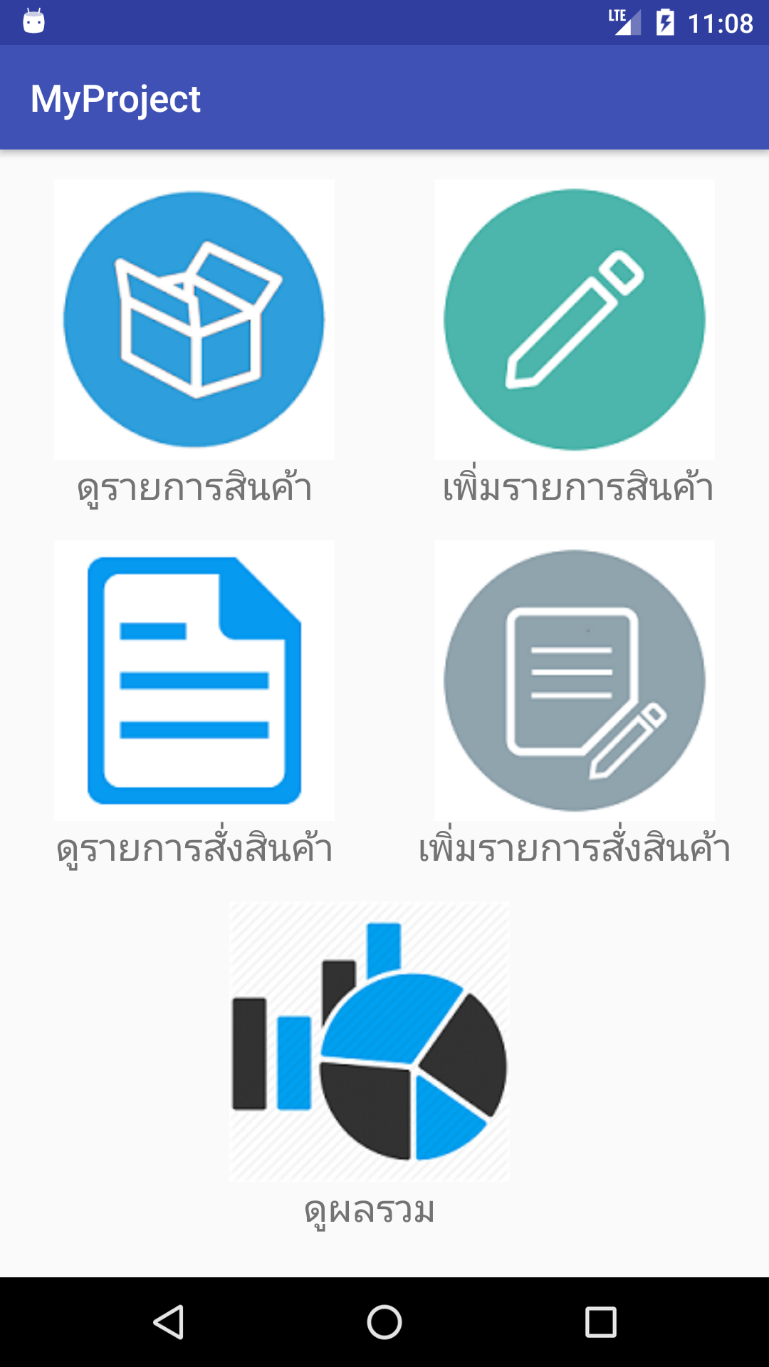 LTE 11:08
MyProject
ดูรายการสินค้า เพิ่มรายการสินค้า
ดูรายการสั่งสินค้า เพิ่มรายการสั่งสินค้า
ดูผลรวม